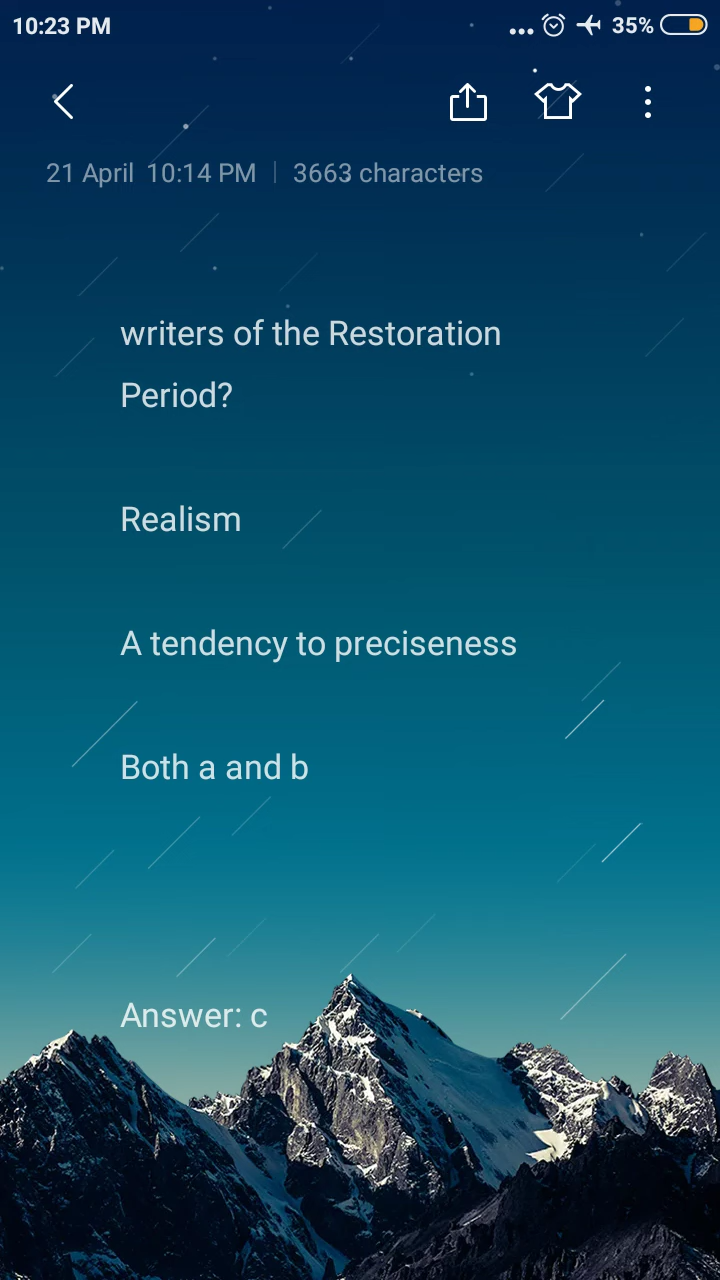 10:23 PM
35%
21 April 10:14 PM | 3663 characters
writers of the Restoration
Period?
Realism
A tendency to preciseness
Both a and b
Answer: c